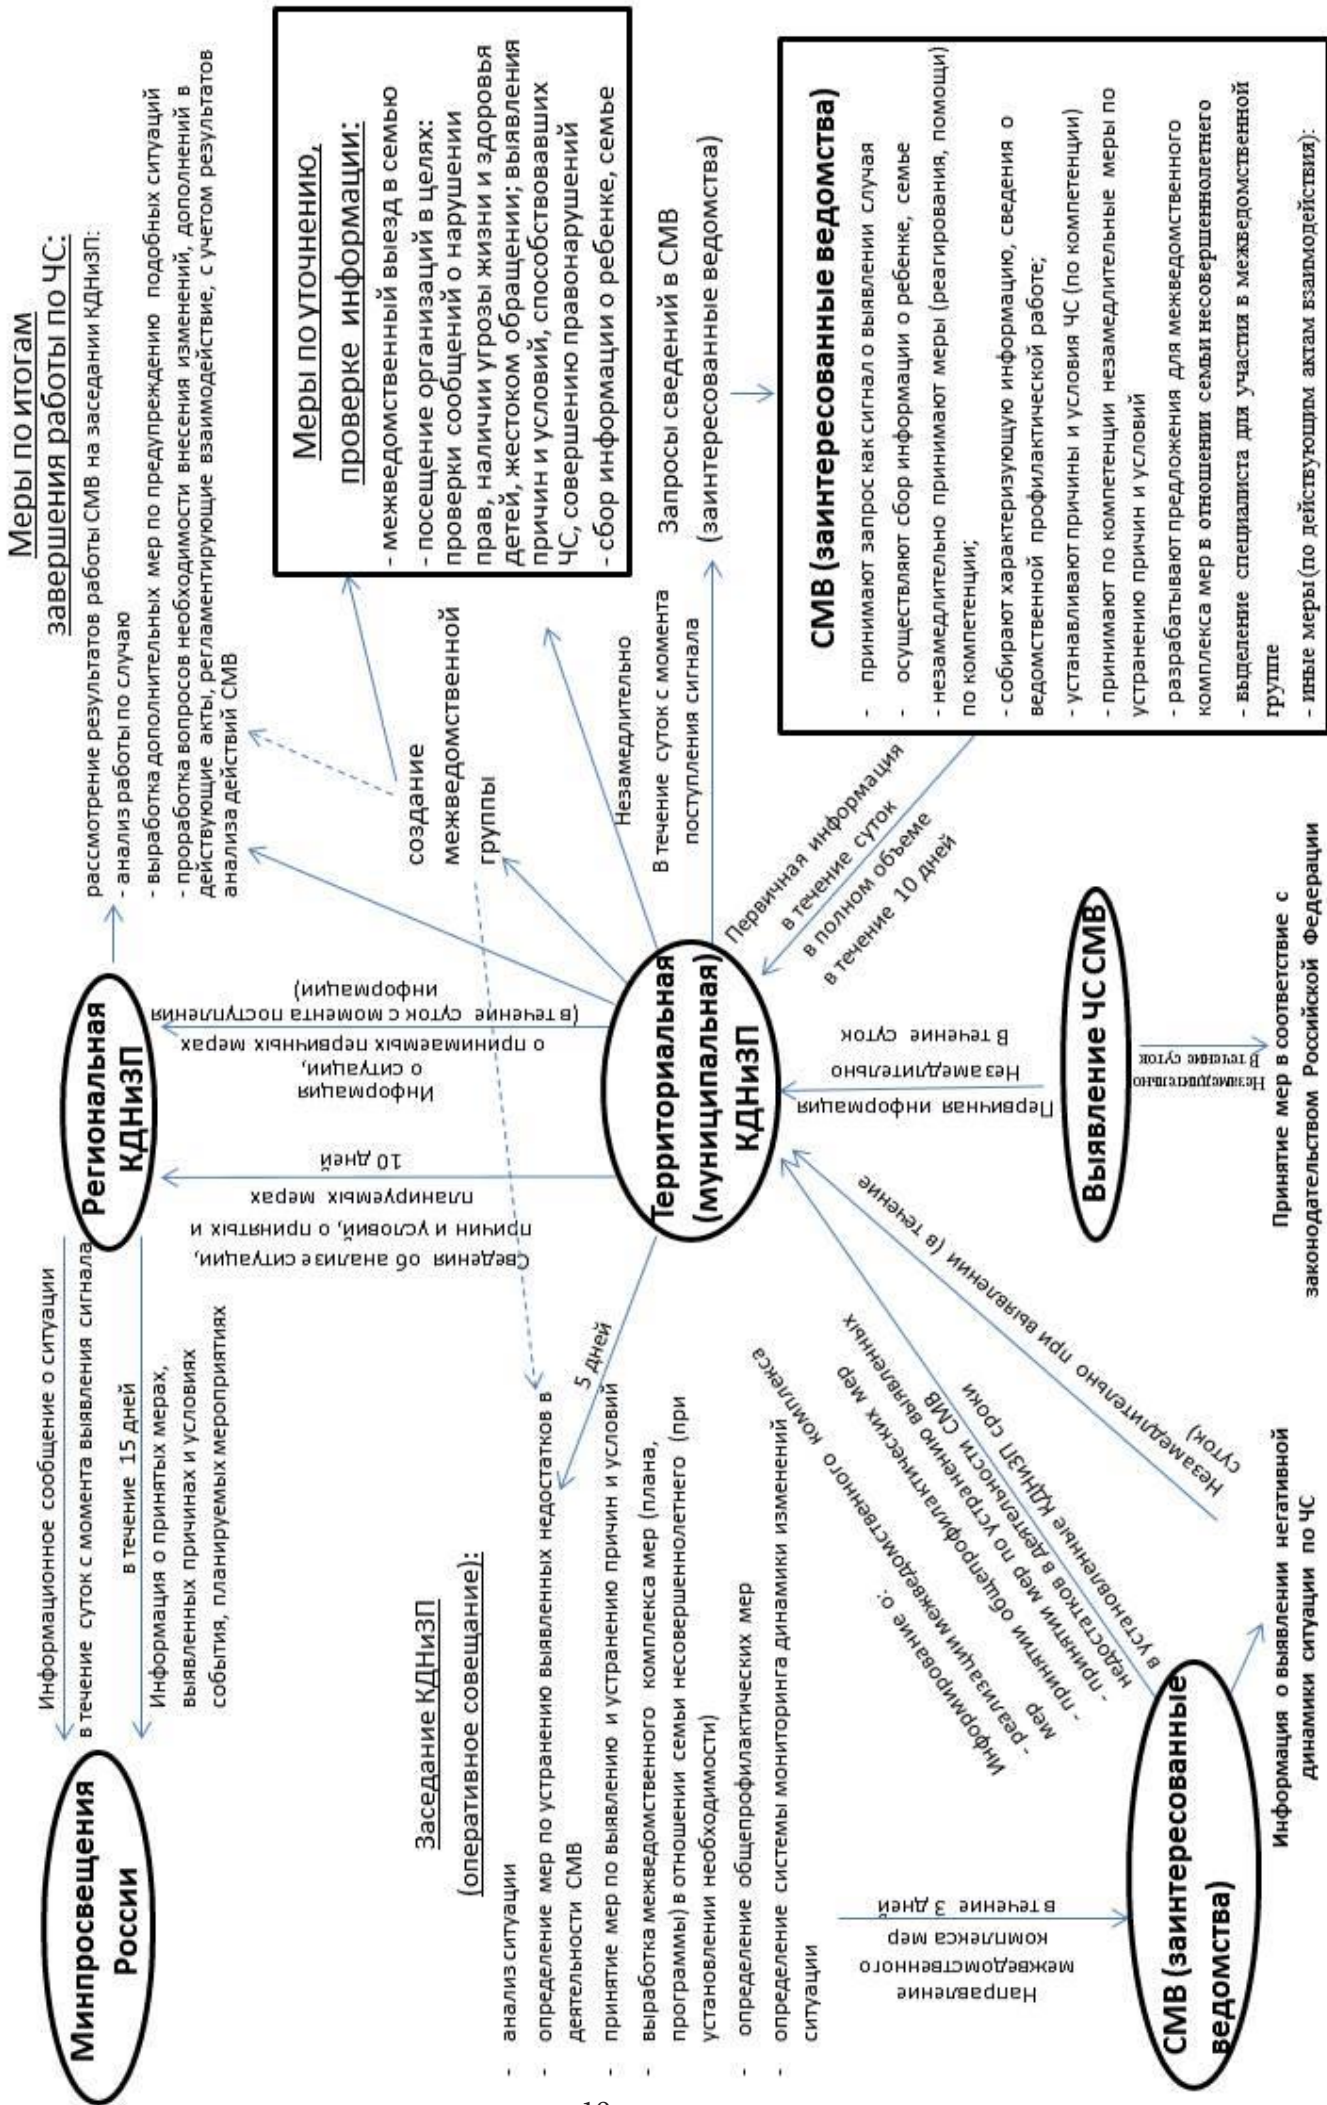 Минпросвещения
России
Информационное сообщение о ситуации
в течение суток с момента выявления сигнала
в течение 15 дней
Информация о принятых мерах,
выявленных причинах и условиях
события, планируемых мероприятиях
Региональная
КДНиЗП
Меры по итогам
завершения работы по ЧС:
рассмотрение результатов работы СМВ на заседании КДНиЗП:
- анализ работы по случаю
- выработка дополнительных мер по предупреждению подобных ситуаций
- проработка вопросов необходимости внесения изменений, дополнений в
действующие акты, регламентирующие взаимодействие, с учетом результатов
анализа действий СМВ
Сведения об анализе ситуации,
причин и условий, о принятых и
планируемых мерах
10 дней
Информация
о ситуации,
о принимаемых первичных мерах
(в течение суток с момента поступления
информации)
создание
межведомственной
группы
Меры по уточнению,
проверке информации:
- межведомственный выезд в семью
- посещение организаций в целях:
проверки сообщений о нарушении
прав, наличии угрозы жизни и здоровья
детей, жестоком обращении; выявления
причин и условий, способствовавших
ЧС, совершению правонарушений
- сбор информации о ребенке, семье
Заседание КДНиЗП
(оперативное совещание):
- анализ ситуации
- определение мер по устранению выявленных недостатков в
деятельности СМВ
- принятие мер по выявлению и устранению причин и условий
- выработка межведомственного комплекса мер (плана,
программы) в отношении семьи несовершеннолетнего (при
установлении необходимости)
- определение общепрофилактических мер
- определение системы мониторинга динамики изменений
ситуации
5 дней
Территориальная
(муниципальная)
КДНиЗП
Незамедлительно
В течение суток с момента
поступления сигнала
Запросы сведений в СМВ
(заинтересованные ведомства)
Первичная информация
в течение суток
в полном объеме
в течение 10 дней
СМВ (заинтересованные ведомства)
- принимают запрос как сигнал о выявлении случая
- осуществляют сбор информации о ребенке, семье
- незамедлительно принимают меры (реагирования, помощи)
по компетенции;
- собирают характеризующую информацию, сведения о
ведомственной профилактической работе;
- устанавливают причины и условия ЧС (по компетенции)
- принимают по компетенции незамедлительные меры по
устранению причин и условий
- разрабатывают предложения для межведомственного
комплекса мер в отношении семьи несовершеннолетнего
- выделение специалиста для участия в межведомственной
группе
- иные меры (по действующим актам взаимодействия):
Направление
межведомственного
комплекса мер
в течение 3 дней
СМВ (заинтересованные
ведомства)
Информирование о:
- реализации межведомственного комплекса
мер
- принятии общепрофилактических мер
- принятии мер по устранению выявленных
недостатков в деятельности СМВ
в установленные КДНиЗП сроки
Незамедлительно при выявлении (в течение
суток)
Информация о выявлении негативной
динамики ситуации по ЧС
Первичная информация
Незамедлительно
В течение суток
Выявление ЧС СМВ
Незамедлительно
В течение суток
Принятие мер в соответствие с
законодательством Российской Федерации